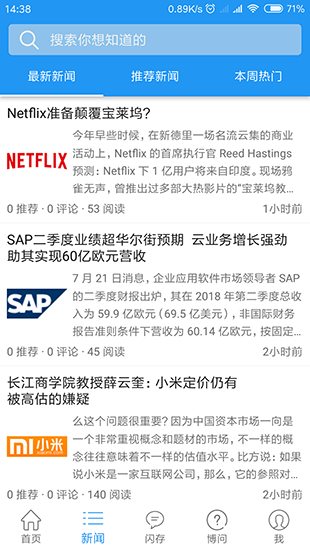 14:38
0.89K/s
71%
搜索你想知道的
最新新闻
推荐新闻
本周热门
Netflix准备颠覆宝莱坞?
NETFLIX
今年早些时候，在新德里一场名流云集的商业
活动上，Netflix 的首席执行官 Reed Hastings
预测: Netflix 下 1 亿用户将来自印度。现场鸦
雀无声，曾推出过多部大热影片的“宝莱坞教...
0 推荐 · 0 评论 · 53 阅读
1小时前
SAP二季度业绩超华尔街预期 云业务增长强劲
助其实现60亿欧元营收
SAP
7 月 21 日消息，企业应用软件市场领导者 SAP
的二季度财报出炉，其在 2018 年第二季度总收
入为 59.9 亿欧元（69.5 亿美元），非国际财务
报告准则条件下营收为 60.14 亿欧元，按固定...
0 推荐 · 0 评论 · 45 阅读
2小时前
长江商学院教授薛云奎: 小米定价仍有
被高估的嫌疑
小米
么这个问题很重要? 因为中国资本市场一向是
一个非常重视概念和题材的市场，不一样的概
念往往意味着不一样的估值水平。比方说: 如果
说小米是一家互联网公司，那么，它的参照对...
0 推荐 · 0 评论 · 140 阅读
2小时前
首页
新闻
闪存
博问
我